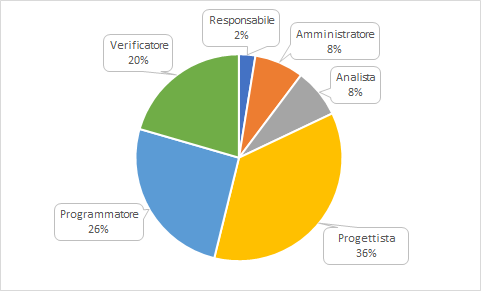 Responsabile
2%
Amministratore
8%
Analista
8%
Progettista
36%
Programmatore
26%
Verificatore
20%